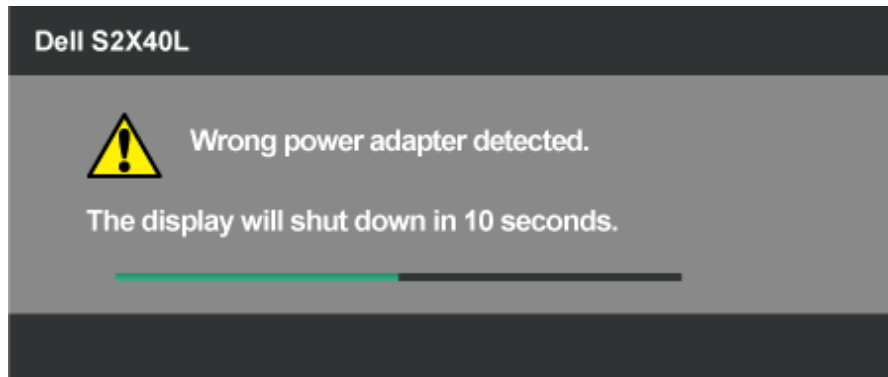 Dell S2X40L
Wrong power adapter detected.
The display will shut down in 10 seconds.